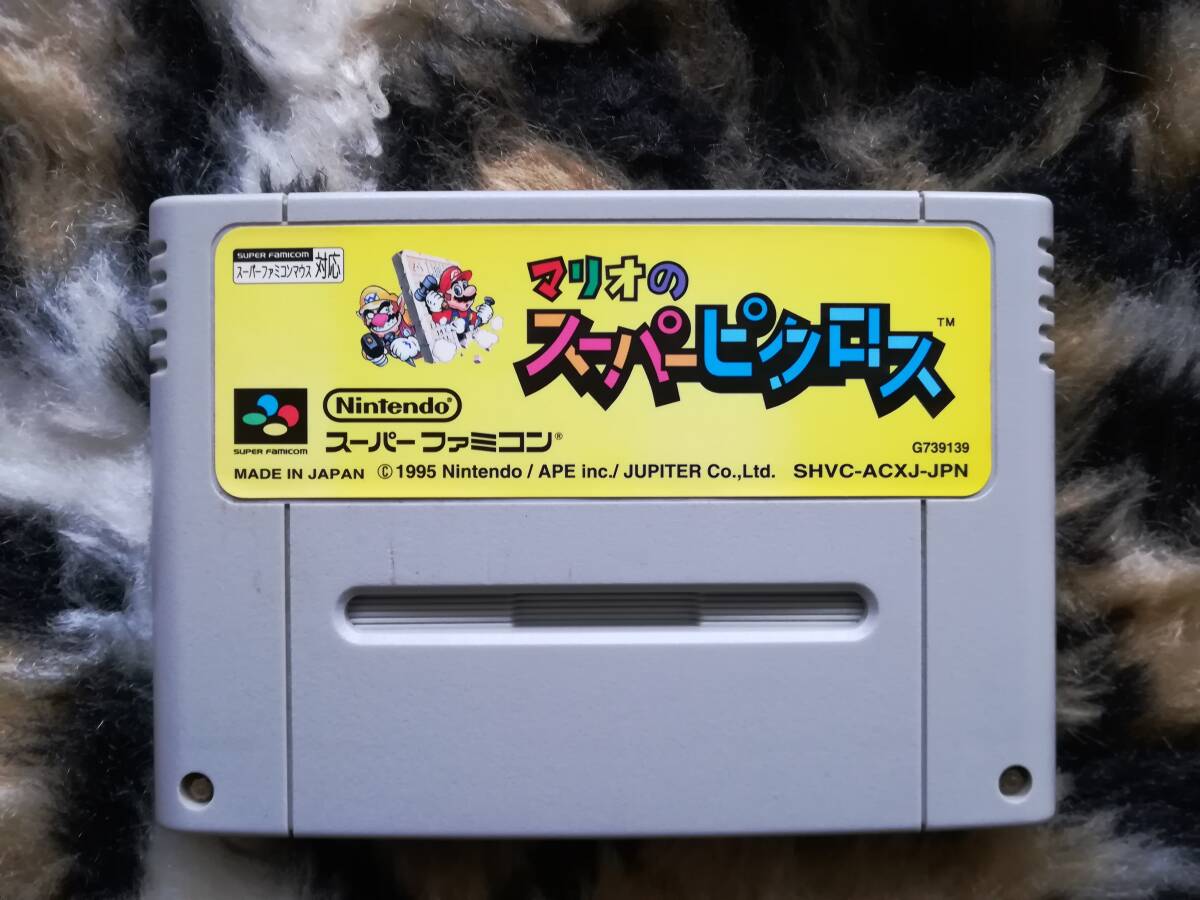 SUPER FAMICOM
スーパーファミコンマウス 対応
マリオの
スーパーピクロス™
Nintendo®
SUPER FAMICOM
スーパーファミコン®
G739139
MADE IN JAPAN © 1995 Nintendo / APE inc./ JUPITER Co.,Ltd. SHVC-ACXJ-JPN